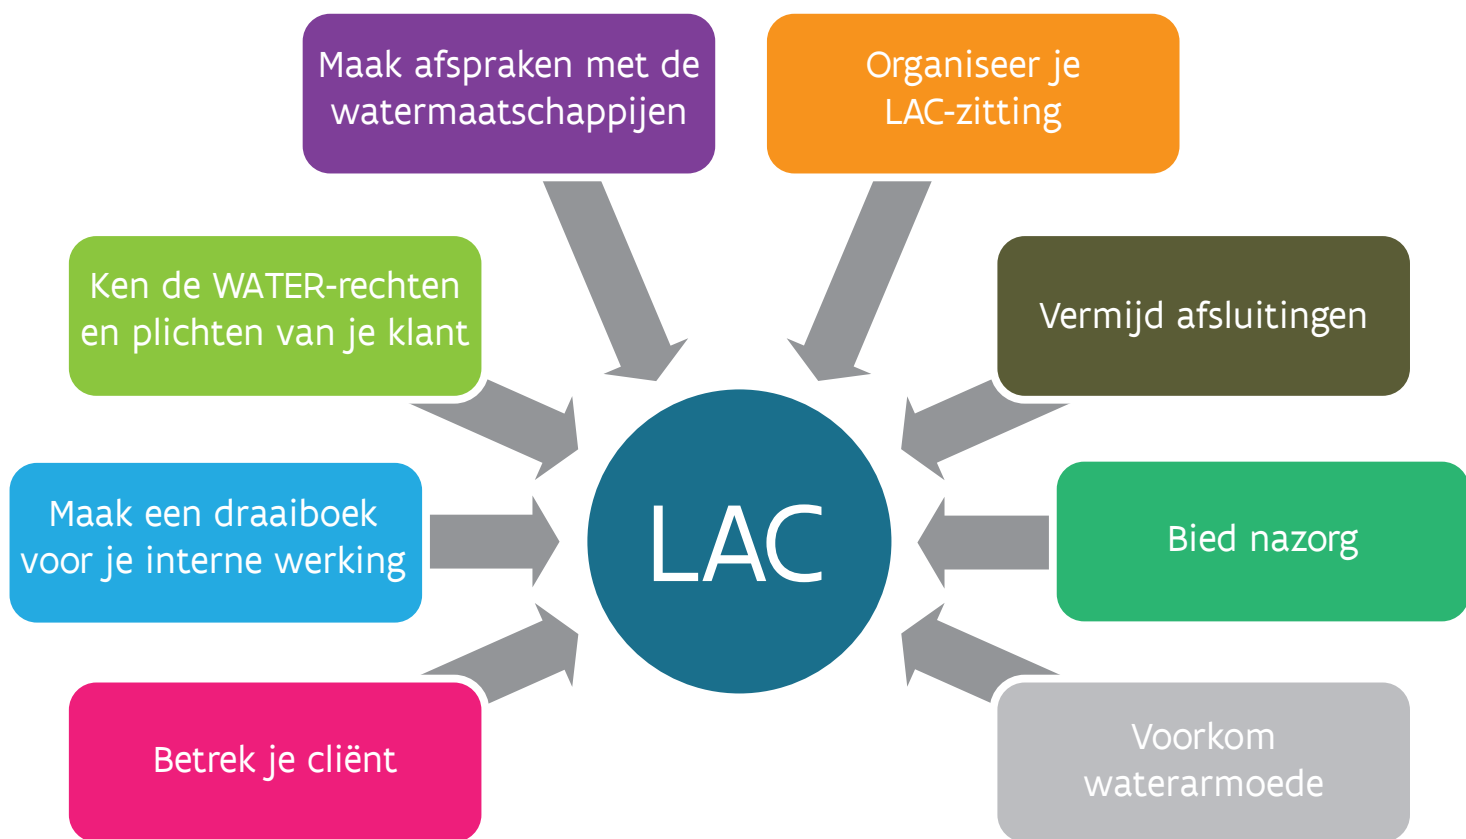 Maak afspraken met de
watermaatschappijen
Organiseer je
LAC-zitting
Ken de WATER-rechten
en plichten van je klant
Vermijd afsluitingen
Maak een draaiboek
voor je interne werking
LAC
Bied nazorg
Betrek je cliënt
Voorkom
waterarmoede